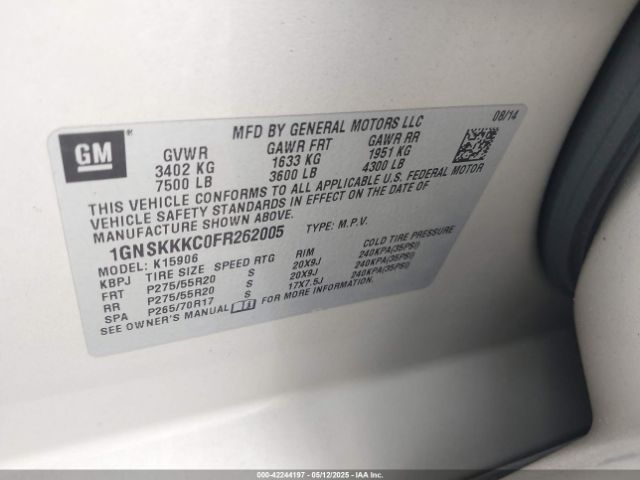 GM
MFD BY GENERAL MOTORS LLC 08/14
GVWR GAWR FRT GAWR RR
3402 KG 1633 KG 1951 KG
7500 LB 3600 LB 4300 LB
THIS VEHICLE CONFORMS TO ALL APPLICABLE U.S. FEDERAL MOTOR
VEHICLE SAFETY STANDARDS IN EFFECT ON THE DATE OF
MANUFACTURE SHOWN ABOVE.
1GNSKKKC0FR262005 TYPE: M.P.V.
MODEL: K15906
KBPJ TIRE SIZE SPEED RTG RIM COLD TIRE PRESSURE
FRT P275/55R20 S 20X9J 240KPA(35PSI)
RR P275/55R20 S 20X9J 240KPA(35PSI)
SPA P265/70R17 S 17X7.5J 240KPA(35PSI)
SEE OWNER'S MANUAL FOR ADDITIONAL INFORMATION.
000-42244197 - 05/12/2025 - IAA Inc.